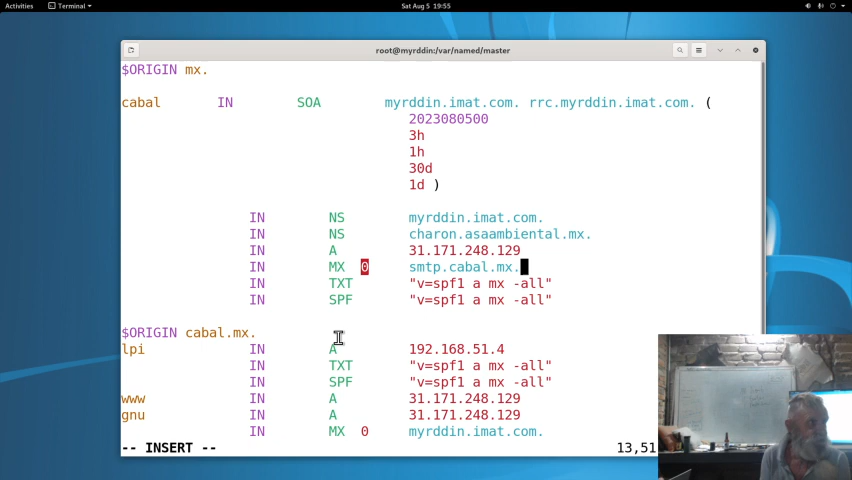 Activities Terminal Sat Aug 5 19:55
root@myrddin:/var/named/master
$ORIGIN mx.
cabal IN SOA myrddin.imat.com. rrc.myrddin.imat.com. (
2023080500
3h
1h
30d
1d )
IN NS myrddin.imat.com.
IN NS charon.asaambiental.mx.
IN A 31.171.248.129
IN MX 0 smtp.cabal.mx.
IN TXT "v=spf1 a mx -all"
IN SPF "v=spf1 a mx -all"
$ORIGIN cabal.mx.
lpi IN A 192.168.51.4
IN TXT "v=spf1 a mx -all"
IN SPF "v=spf1 a mx -all"
www IN A 31.171.248.129
gnu IN A 31.171.248.129
IN MX 0 myrddin.imat.com.
-- INSERT -- 13,51